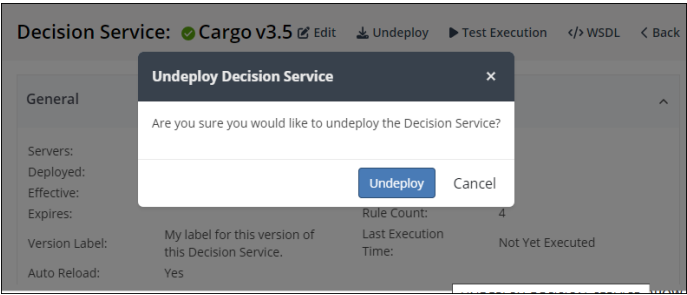 Decision Service: Cargo v3.5 Edit Undeploy Test Execution </> WSDL < Back
Undeploy Decision Service ×
General
Are you sure you would like to undeploy the Decision Service?
Servers:
Deployed:
Undeploy Cancel
Effective:
Expires:
Rule Count: 4
Version Label: My label for this version of
this Decision Service.
Last Execution
Time: Not Yet Executed
Auto Reload: Yes